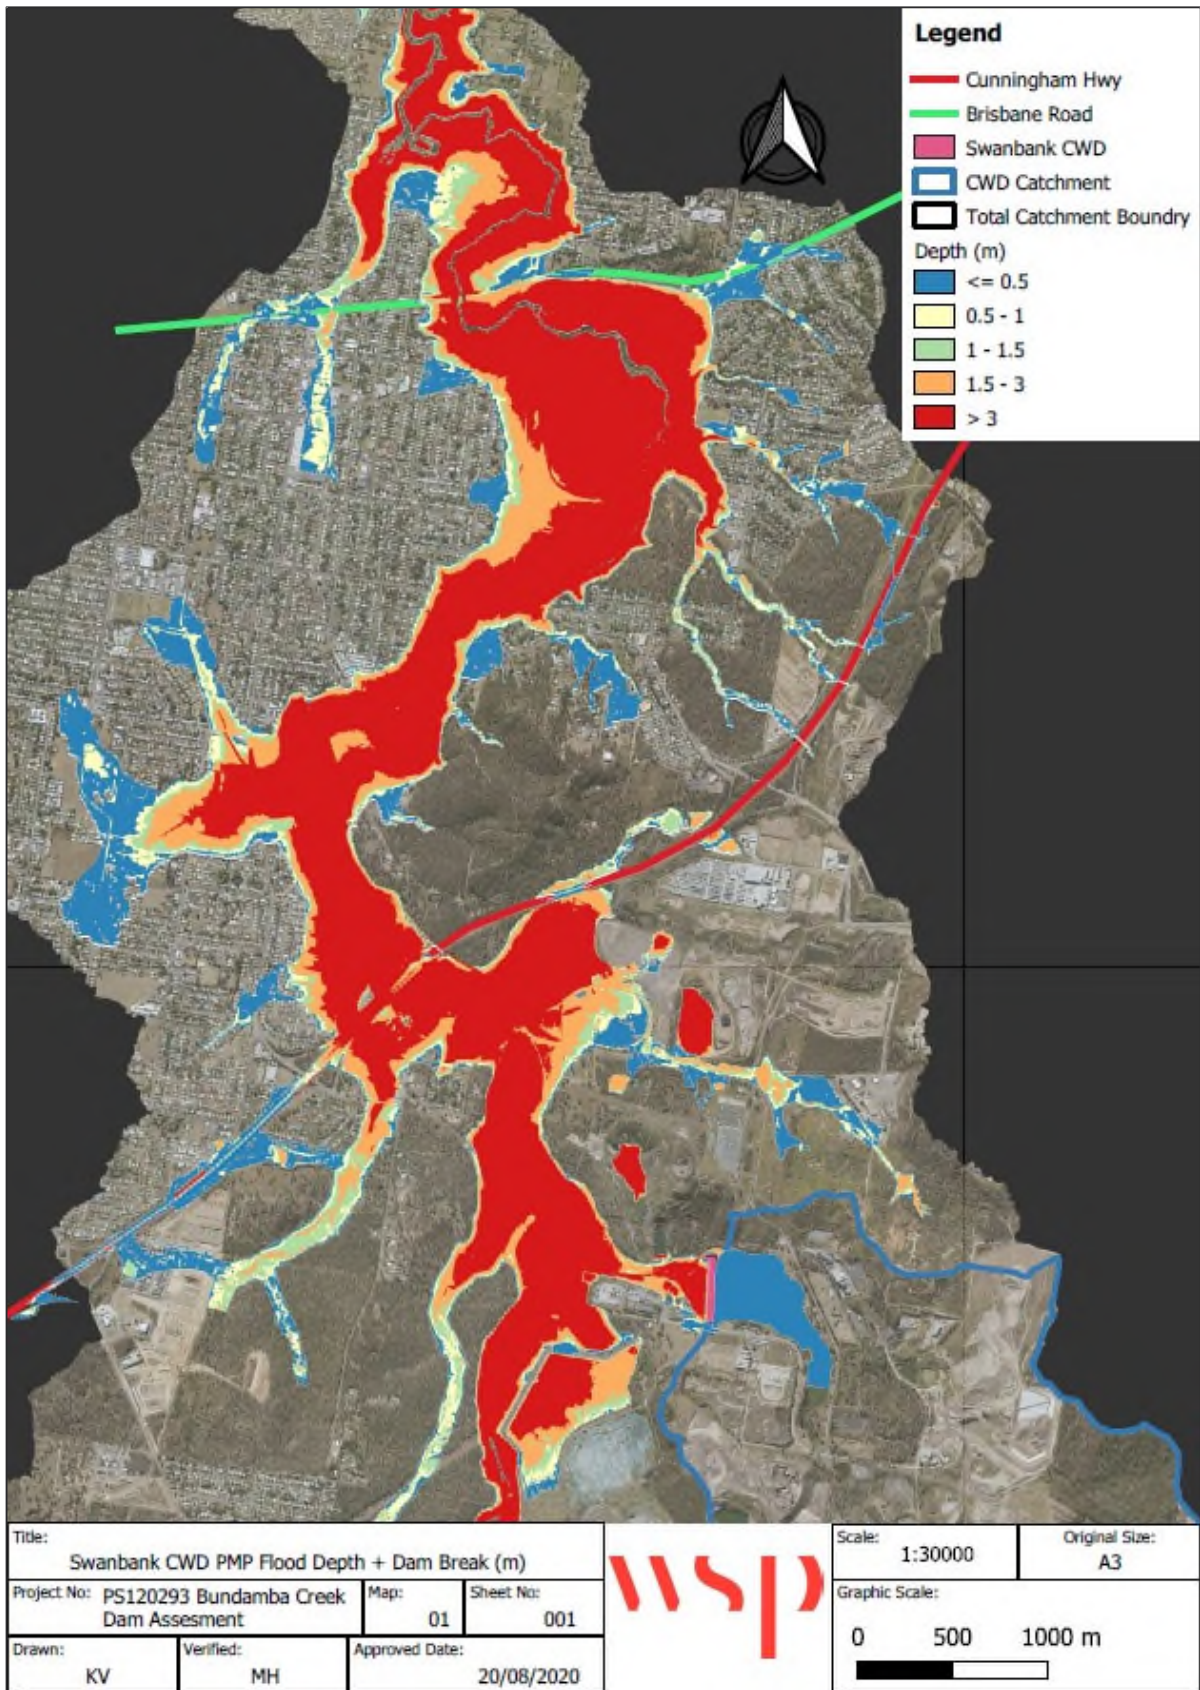 Legend
Cunningham Hwy
Brisbane Road
Swanbank CWD
CWD Catchment
Total Catchment Boundry
Depth (m)
<= 0.5
0.5 - 1
1 - 1.5
1.5 - 3
> 3
Title:
Swanbank CWD PMP Flood Depth + Dam Break (m)
Project No: PS120293 Bundamba Creek
Dam Assesment
Map:
01
Sheet No:
001
Drawn:
KV
Verified:
MH
Approved Date:
20/08/2020
wsp
Scale:
1:30000
Original Size:
A3
Graphic Scale:
0 500 1000 m